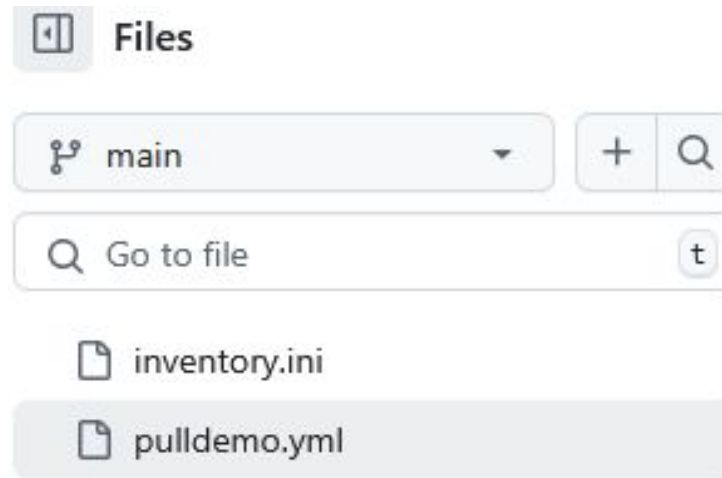 Files
main
Go to file
t
inventory.ini
pulldemo.yml